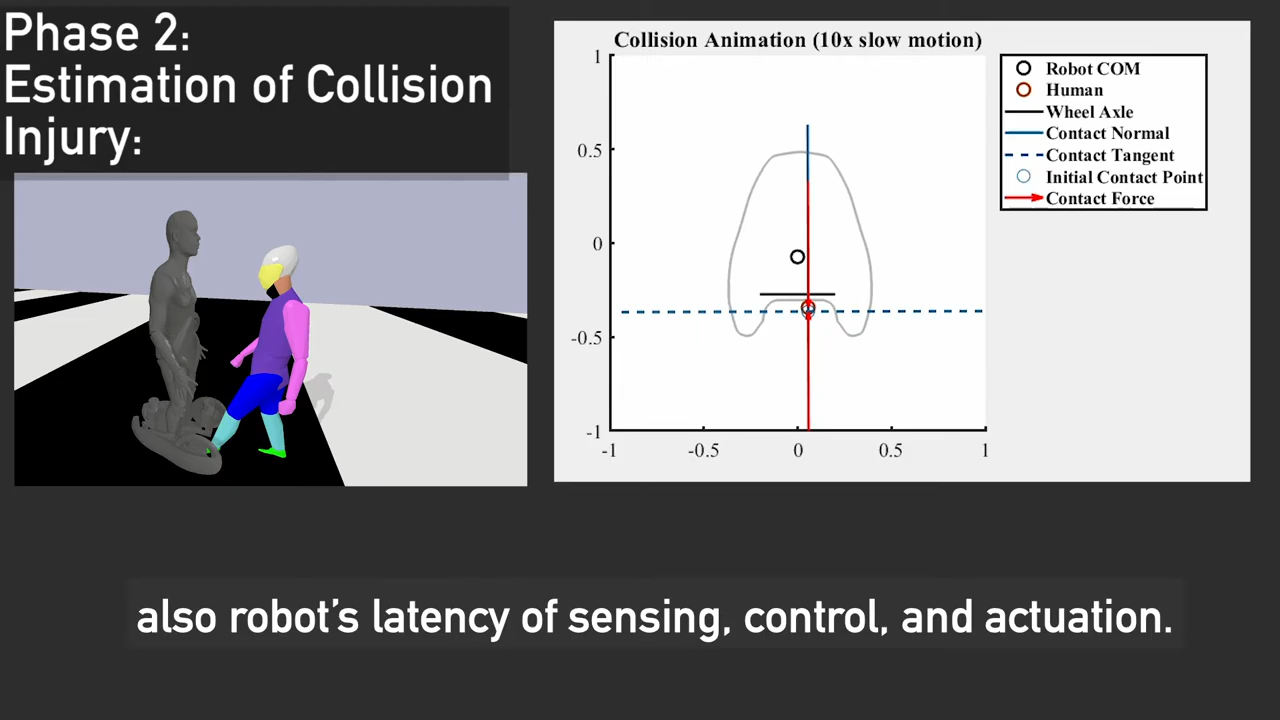 Phase 2:
Estimation of Collision
Injury:
Collision Animation (10x slow motion)
1
0.5
0
-0.5
-1
-1
-0.5
0
0.5
1
Robot COM
Human
Wheel Axle
Contact Normal
Contact Tangent
Initial Contact Point
Contact Force
also robot's latency of sensing, control, and actuation.